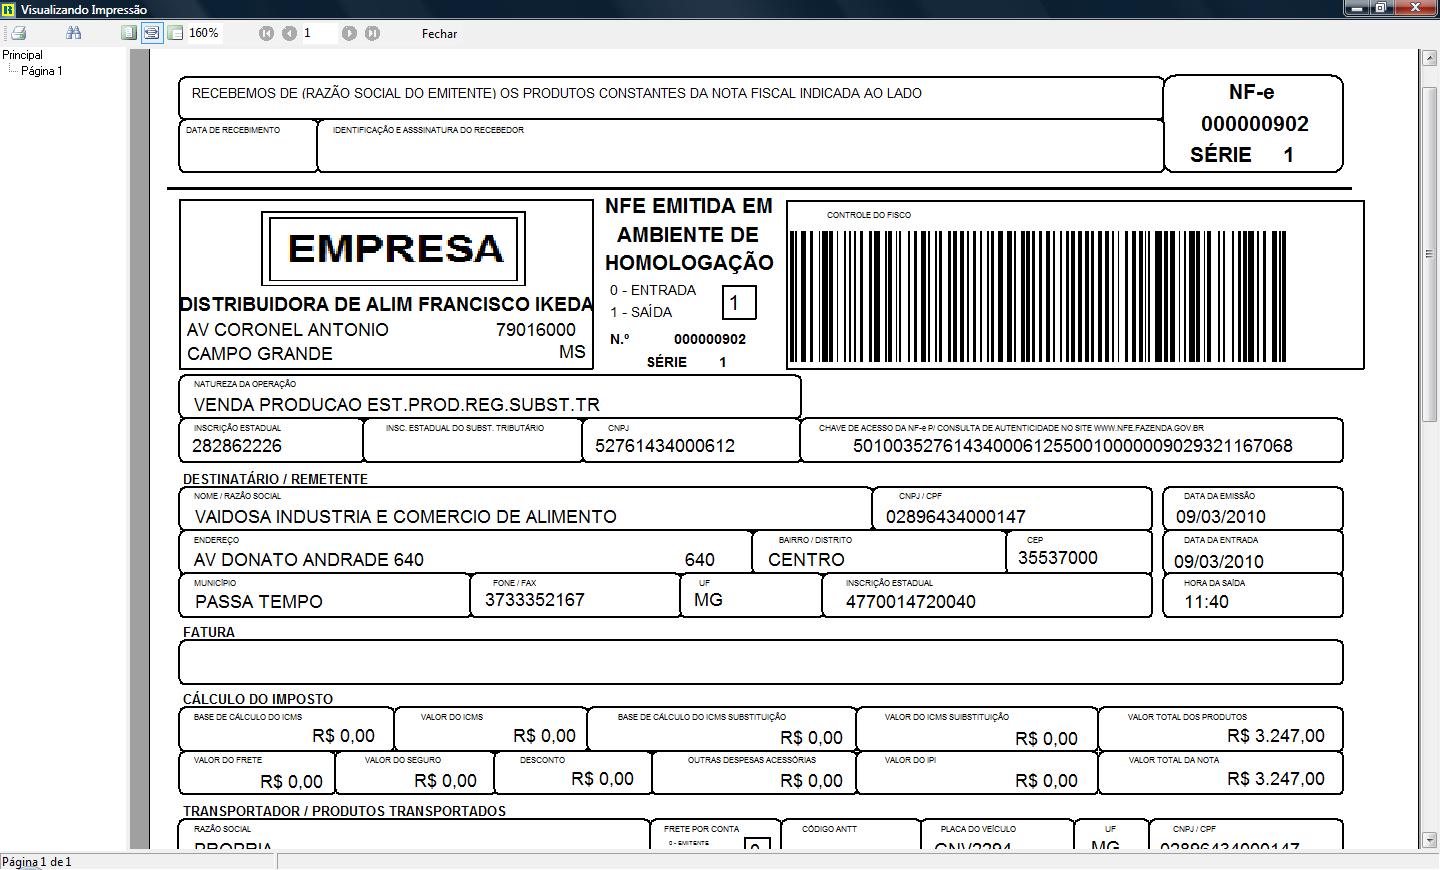 Visualizando Impressão
160%
1
Fechar
Principal
Página 1
RECEBEMOS DE (RAZÃO SOCIAL DO EMITENTE) OS PRODUTOS CONSTANTES DA NOTA FISCAL INDICADA AO LADO
NF-e
000000902
SÉRIE 1
DATA DE RECEBIMENTO
IDENTIFICAÇÃO E ASSSINATURA DO RECEBEDOR
EMPRESA
DISTRIBUIDORA DE ALIM FRANCISCO IKEDA
AV CORONEL ANTONIO 79016000
CAMPO GRANDE MS
NFE EMITIDA EM
AMBIENTE DE
HOMOLOGAÇÃO
0 - ENTRADA
1 - SAÍDA
1
N.º 000000902
SÉRIE 1
CONTROLE DO FISCO
NATUREZA DA OPERAÇÃO
VENDA PRODUCAO EST.PROD.REG.SUBST.TR
INSCRIÇÃO ESTADUAL
282862226
INSC. ESTADUAL DO SUBST. TRIBUTÁRIO
CNPJ
52761434000612
CHAVE DE ACESSO DA NF-e P/ CONSULTA DE AUTENTICIDADE NO SITE WWW.NFE.FAZENDA.GOV.BR
50100352761434000612550010000009029321167068
DESTINATÁRIO / REMETENTE
NOME / RAZÃO SOCIAL
VAIDOSA INDUSTRIA E COMERCIO DE ALIMENTO
CNPJ / CPF
02896434000147
DATA DA EMISSÃO
09/03/2010
ENDEREÇO
AV DONATO ANDRADE 640 640
BAIRRO / DISTRITO
CENTRO
CEP
35537000
DATA DA ENTRADA
09/03/2010
MUNICÍPIO
PASSA TEMPO
FONE / FAX
3733352167
UF
MG
INSCRIÇÃO ESTADUAL
4770014720040
HORA DA SAÍDA
11:40
FATURA
CÁLCULO DO IMPOSTO
BASE DE CÁLCULO DO ICMS
R$ 0,00
VALOR DO ICMS
R$ 0,00
BASE DE CÁLCULO DO ICMS SUBSTITUIÇÃO
R$ 0,00
VALOR DO ICMS SUIBSTITUIÇÃO
R$ 0,00
VALOR TOTAL DOS PRODUTOS
R$ 3.247,00
VALOR DO FRETE
R$ 0,00
VALOR DO SEGURO
R$ 0,00
DESCONTO
R$ 0,00
OUTRAS DESPESAS ACESSÓRIAS
R$ 0,00
VALOR DO IPI
R$ 0,00
VALOR TOTAL DA NOTA
R$ 3.247,00
TRANSPORTADOR / PRODUTOS TRANSPORTADOS
RAZÃO SOCIAL
PROPRIA
FRETE POR CONTA
0 - EMITENTE
0
CÓDIGO ANTT
PLACA DO VEÍCULO
GNV2294
UF
MG
CNPJ / CPF
02896434000147
Página 1 de 1